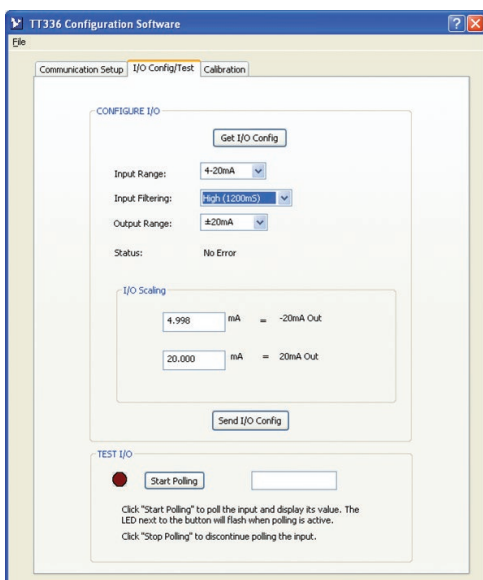 TT336 Configuration Software
File
Communication Setup I/O Config/Test Calibration
CONFIGURE I/O
Get I/O Config
Input Range: 4-20mA
Input Filtering: High (1200mS)
Output Range: ±20mA
Status: No Error
I/O Scaling
4.998 mA = -20mA Out
20.000 mA = 20mA Out
Send I/O Config
TEST I/O
Start Polling
Click "Start Polling" to poll the input and display its value. The
LED next to the button will flash when polling is active.
Click "Stop Polling" to discontinue polling the input.